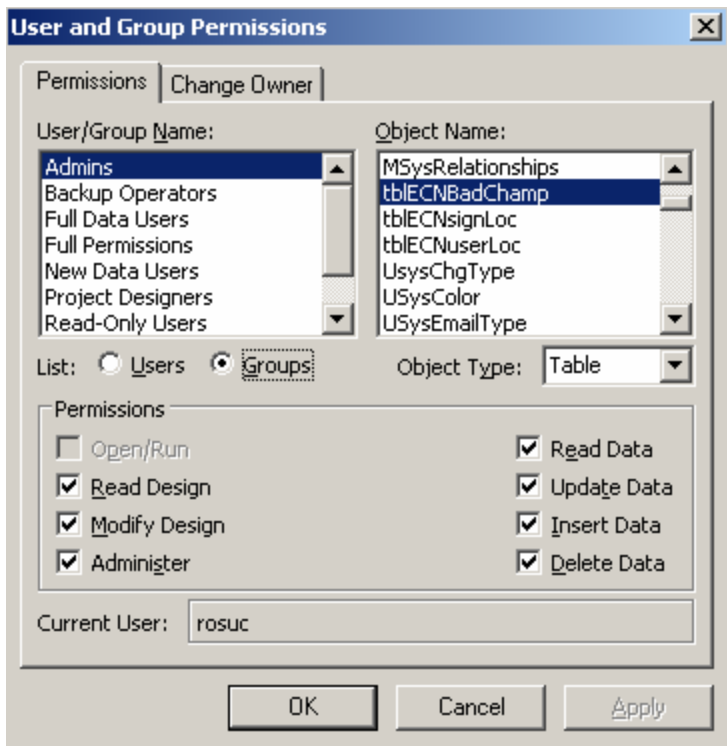 User and Group Permissions
Permissions
Change Owner
User/Group Name:
Admins
Backup Operators
Full Data Users
Full Permissions
New Data Users
Project Designers
Read-Only Users
Object Name:
MSysRelationships
tblECNBadChamp
tblECNsignLoc
tblECNuserLoc
UsysChgType
USysColor
USysEmailType
List: Users Groups
Object Type: Table
Permissions
Open/Run
Read Design
Modify Design
Administer
Read Data
Update Data
Insert Data
Delete Data
Current User: rosuc
OK Cancel Apply